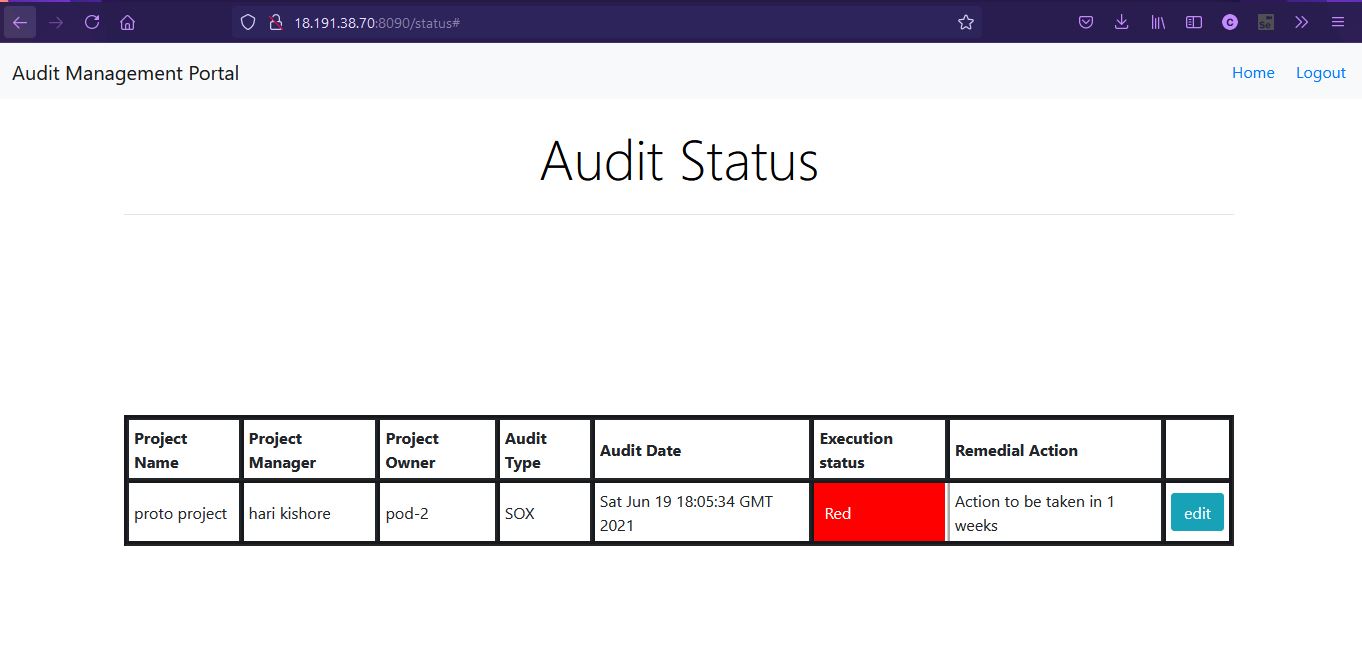 18.191.38.70:8090/status#
C
Se
Audit Management Portal
Home
Logout
Audit Status
Project
Name
Project
Manager
Project
Owner
Audit
Type
Audit Date
Execution
status
Remedial Action
proto project
hari kishore
pod-2
SOX
Sat Jun 19 18:05:34 GMT
2021
Red
Action to be taken in 1
weeks
edit